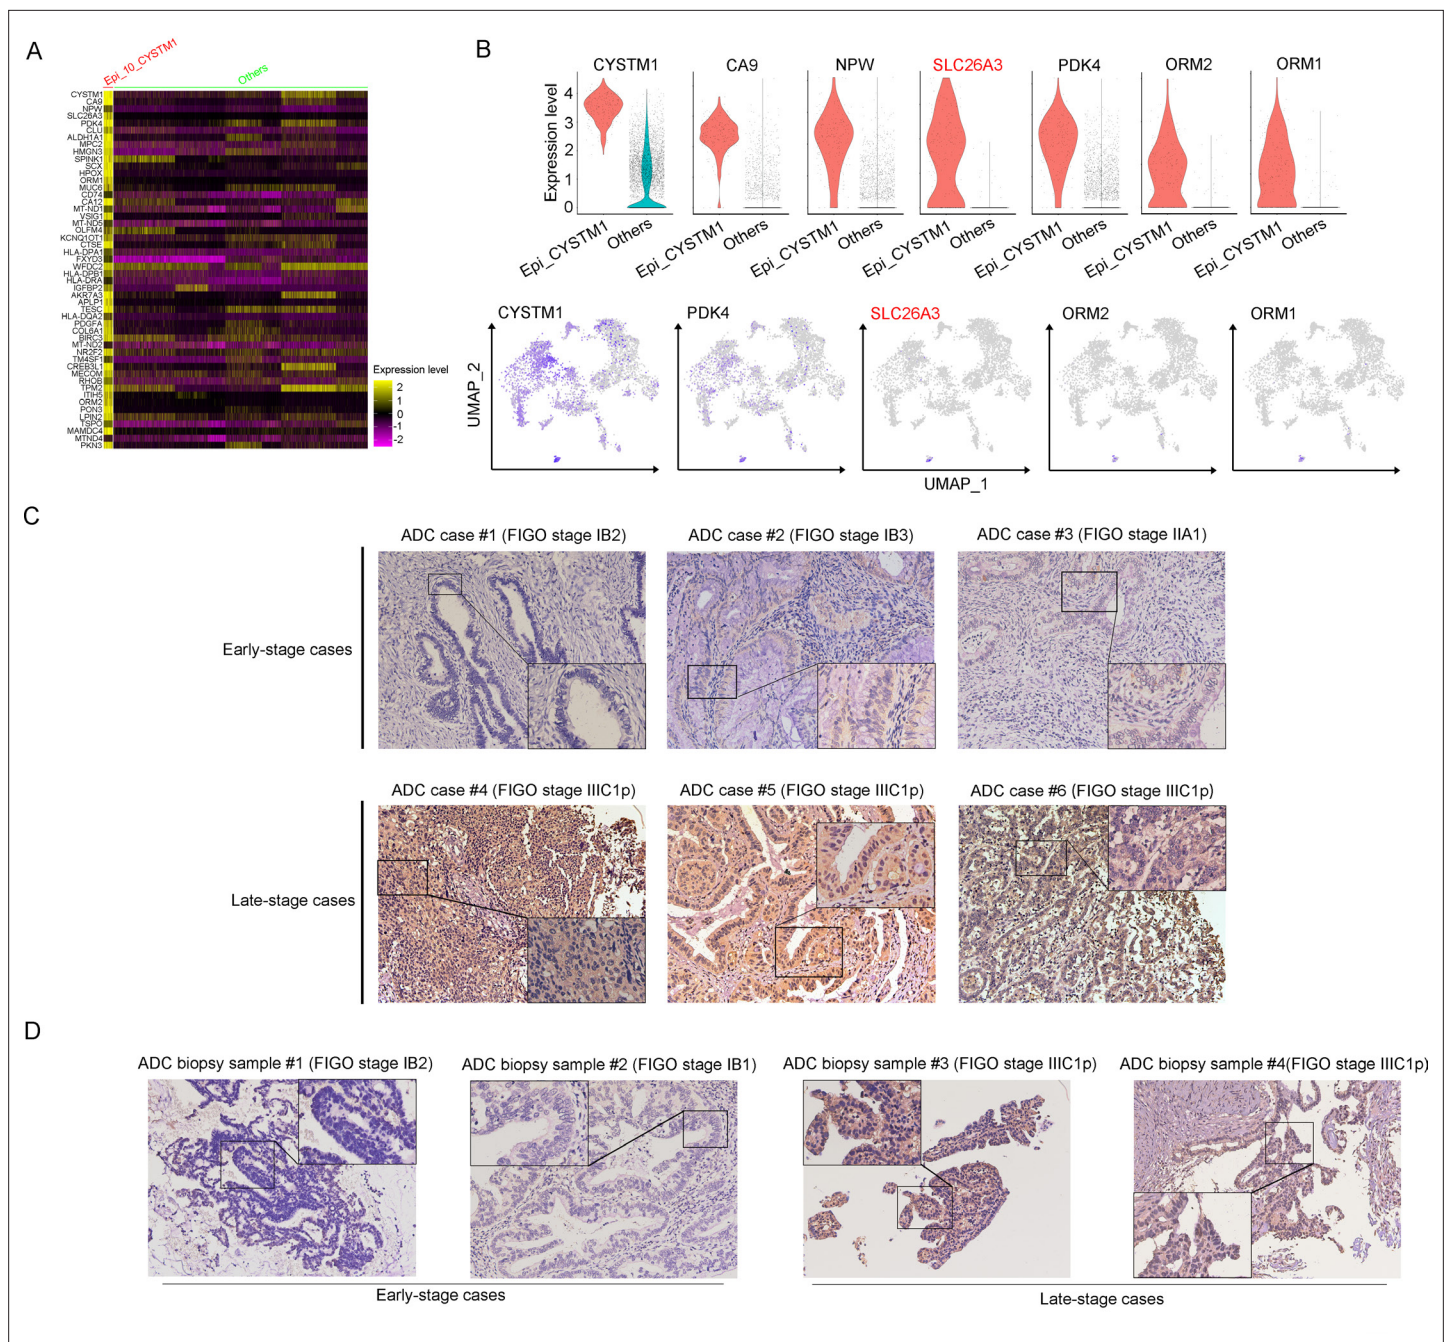 A
Epi_10_CYSTM1
Others
CYSTM1
CA9
NPW
SLC26A3
PDK4
CLU
ALDH1A1
MPC2
HMGN3
SPINK1
SCX
HPOX
ORM1
MUC6
CD74
CA12
MT-ND1
VSIG1
MT-ND5
OLFM4
KCNQ1OT1
CTSE
HLA-DPA1
FXYD3
WFDC2
HLA-DPB1
HLA-DRA
IGFBP2
AKR7A3
APLP1
TESC
HLA-DQA2
PDGFA
COL6A1
BIRC3
MT-ND2
NR2F2
TM4SF1
CREB3L1
MECOM
RHOB
TPM2
ITIH5
ORM2
PON3
LPIN2
TSPO
MAMDC4
MTND4
PKN3
Expression level
2
1
0
-1
-2
B
CYSTM1
CA9
NPW
SLC26A3
PDK4
ORM2
ORM1
Expression level
4
3
2
1
0
Epi_CYSTM1
Others
Epi_CYSTM1
Others
Epi_CYSTM1
Others
Epi_CYSTM1
Others
Epi_CYSTM1
Others
Epi_CYSTM1
Others
Epi_CYSTM1
Others
CYSTM1
PDK4
SLC26A3
ORM2
ORM1
UMAP_2
UMAP_1
C
ADC case #1 (FIGO stage IB2)
ADC case #2 (FIGO stage IB3)
ADC case #3 (FIGO stage IIA1)
Early-stage cases
ADC case #4 (FIGO stage IIIC1p)
ADC case #5 (FIGO stage IIIC1p)
ADC case #6 (FIGO stage IIIC1p)
Late-stage cases
D
ADC biopsy sample #1 (FIGO stage IB2)
ADC biopsy sample #2 (FIGO stage IB1)
ADC biopsy sample #3 (FIGO stage IIIC1p)
ADC biopsy sample #4(FIGO stage IIIC1p)
Early-stage cases
Late-stage cases